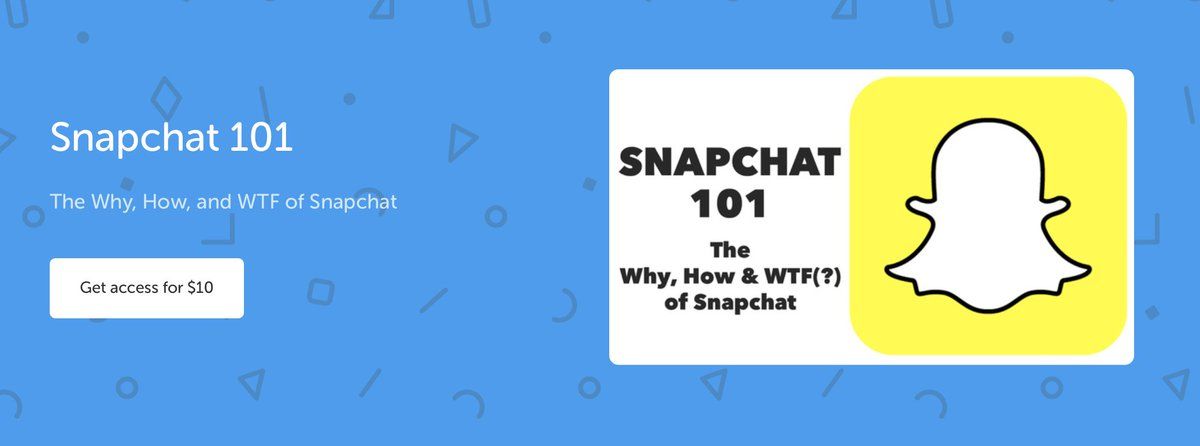 Snapchat 101
The Why, How, and WTF of Snapchat
Get access for $10
SNAPCHAT
101
The
Why, How & WTF(?)
of Snapchat